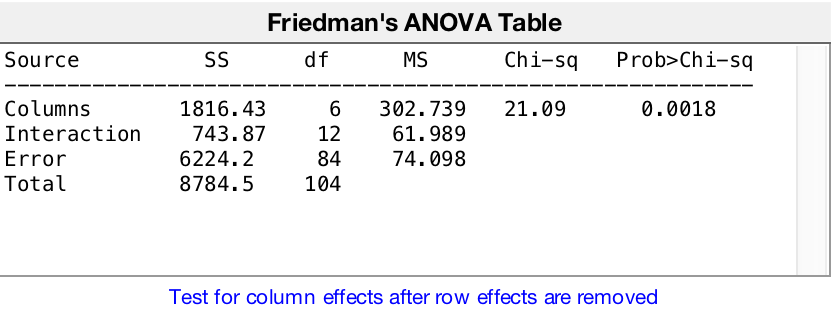 Friedman's ANOVA Table
Source SS df MS Chi-sq Prob>Chi-sq
----------------------------------------------------------------
Columns 1816.43 6 302.739 21.09 0.0018
Interaction 743.87 12 61.989
Error 6224.2 84 74.098
Total 8784.5 104
Test for column effects after row effects are removed